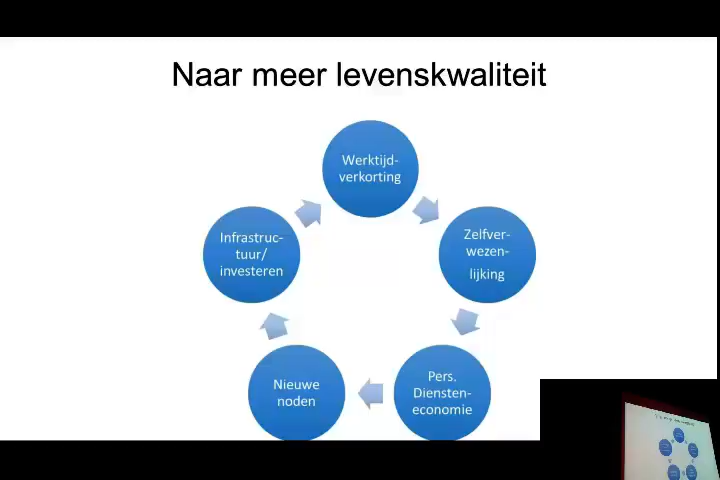 Naar meer levenskwaliteit
Werktijd-
verkorting
Zelfver-
wezen-
lijking
Pers.
Diensten-
economie
Nieuwe
noden
Infrastruc-
tuur/
investeren